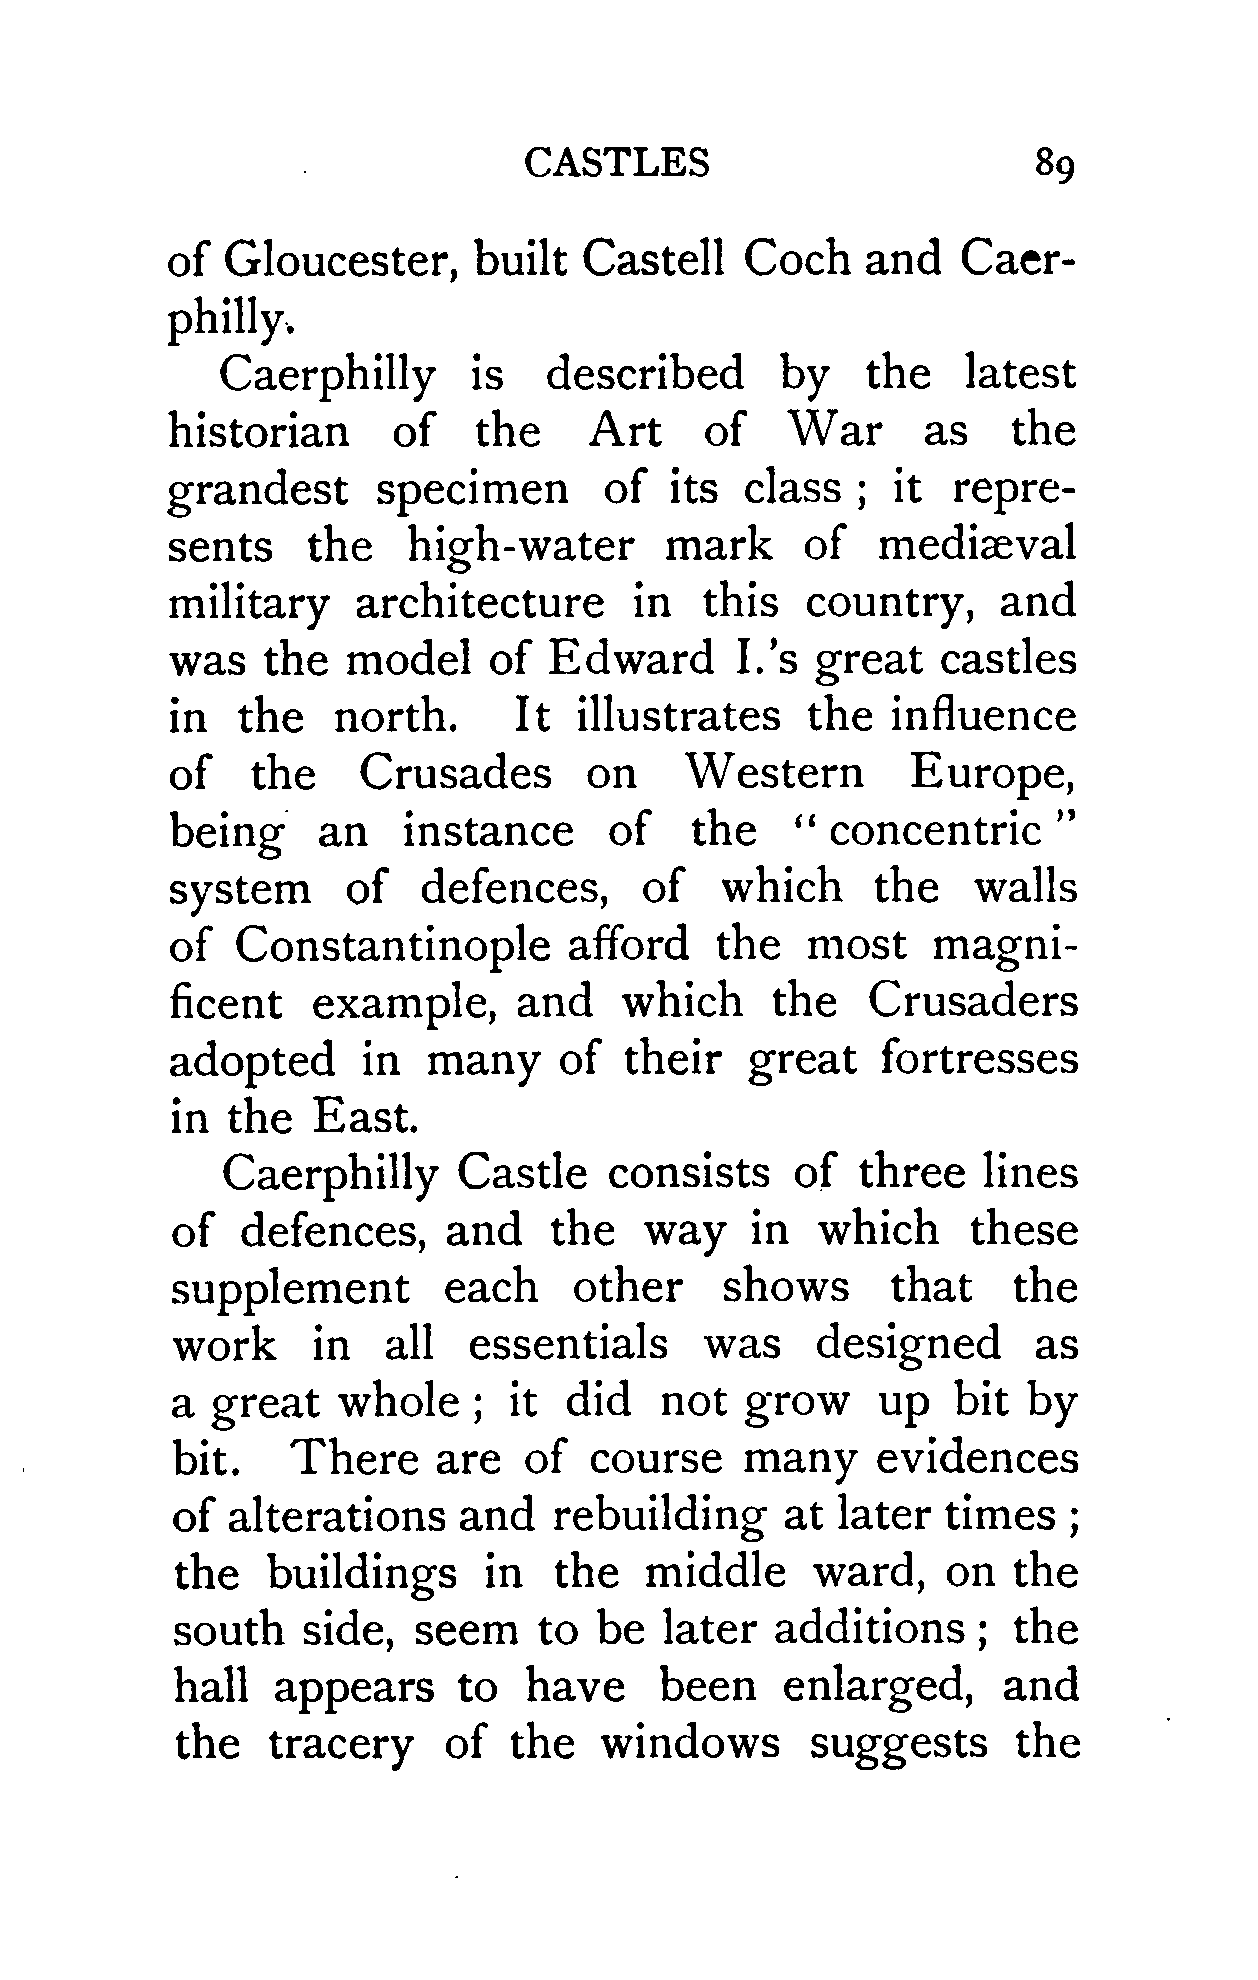 CASTLES 89
of Gloucester, built Castell Coch and Caer-
philly.
Caerphilly is described by the latest
historian of the Art of War as the
grandest specimen of its class ; it repre-
sents the high-water mark of mediæval
military architecture in this country, and
was the model of Edward I.'s great castles
in the north. It illustrates the influence
of the Crusades on Western Europe,
being an instance of the “ concentric ”
system of defences, of which the walls
of Constantinople afford the most magni-
ficent example, and which the Crusaders
adopted in many of their great fortresses
in the East.
Caerphilly Castle consists of three lines
of defences, and the way in which these
supplement each other shows that the
work in all essentials was designed as
a great whole ; it did not grow up bit by
bit. There are of course many evidences
of alterations and rebuilding at later times ;
the buildings in the middle ward, on the
south side, seem to be later additions ; the
hall appears to have been enlarged, and
the tracery of the windows suggests the